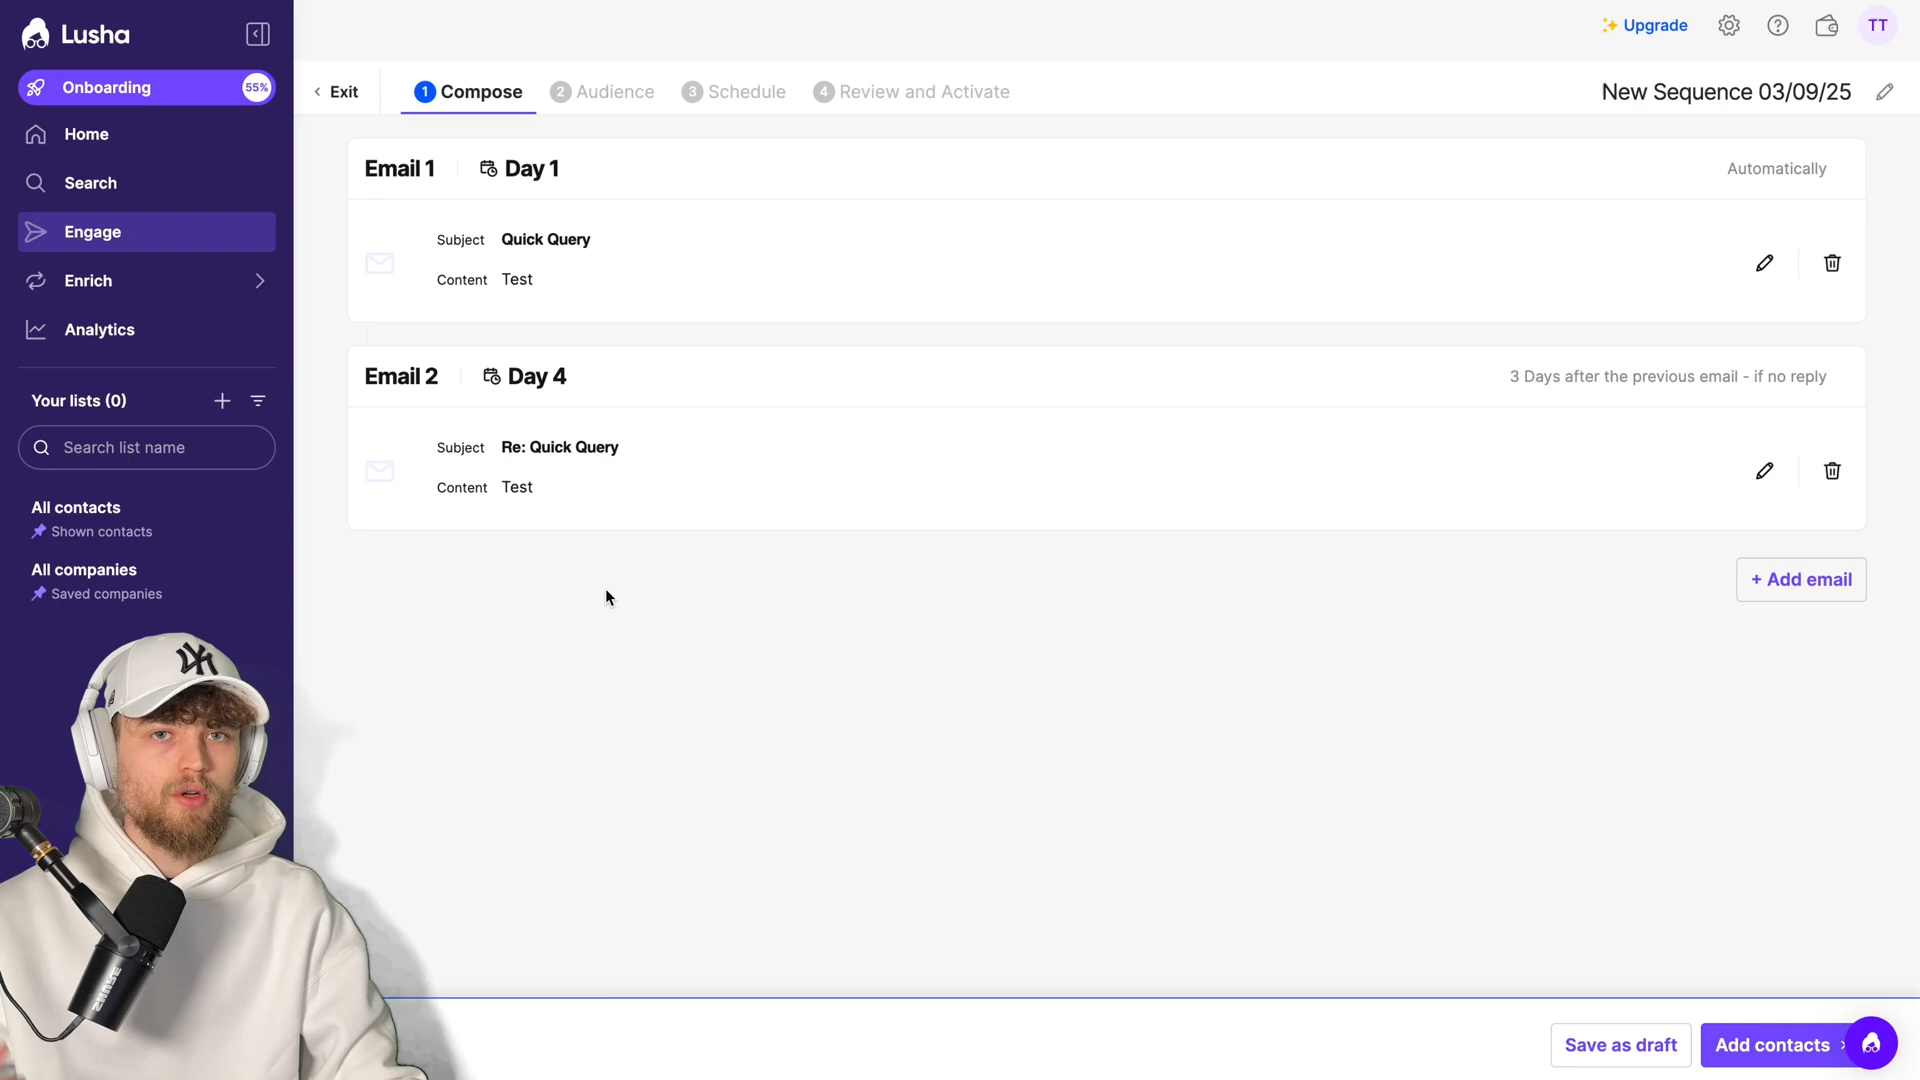 Lusha
Onboarding 55%
Home
Search
Engage
Enrich
Analytics
Your lists (0)
Search list name
All contacts
Shown contacts
All companies
Saved companies
Upgrade
TT
Exit
1 Compose
2 Audience
3 Schedule
4 Review and Activate
New Sequence 03/09/25
Email 1
Day 1
Automatically
Subject Quick Query
Content Test
Email 2
Day 4
3 Days after the previous email - if no reply
Subject Re: Quick Query
Content Test
+ Add email
Save as draft
Add contacts
NY
SHURE